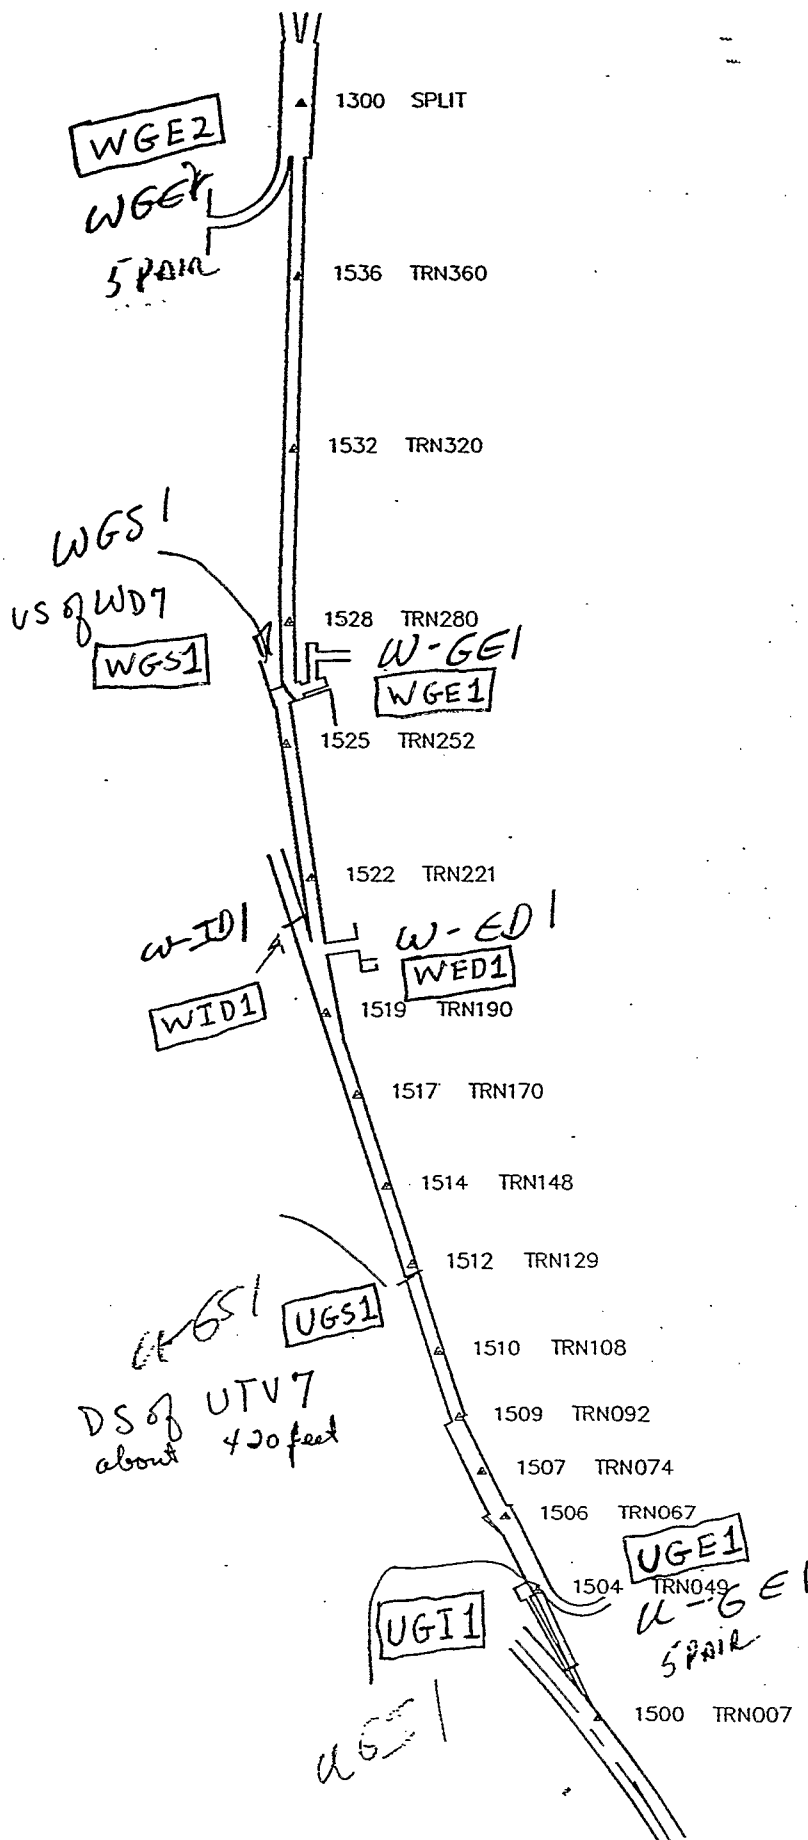 1300 SPLIT
WGE2
5 PAIR
1536 TRN360
1532 TRN320
WGS1
US of WD7
WGS1
1528 TRN280
W-GE1
WGE1
1525 TRN252
1522 TRN221
W-ID1
W-ED1
WED1
WID1
1519 TRN190
1517 TRN170
1514 TRN148
1512 TRN129
U-GS1
UGS1
1510 TRN108
DS of UTV7
about 420 feet
1509 TRN092
1507 TRN074
1506 TRN067
UGE1
1504 TRN049
U-GE1
5 PAIR
UGI1
1500 TRN007